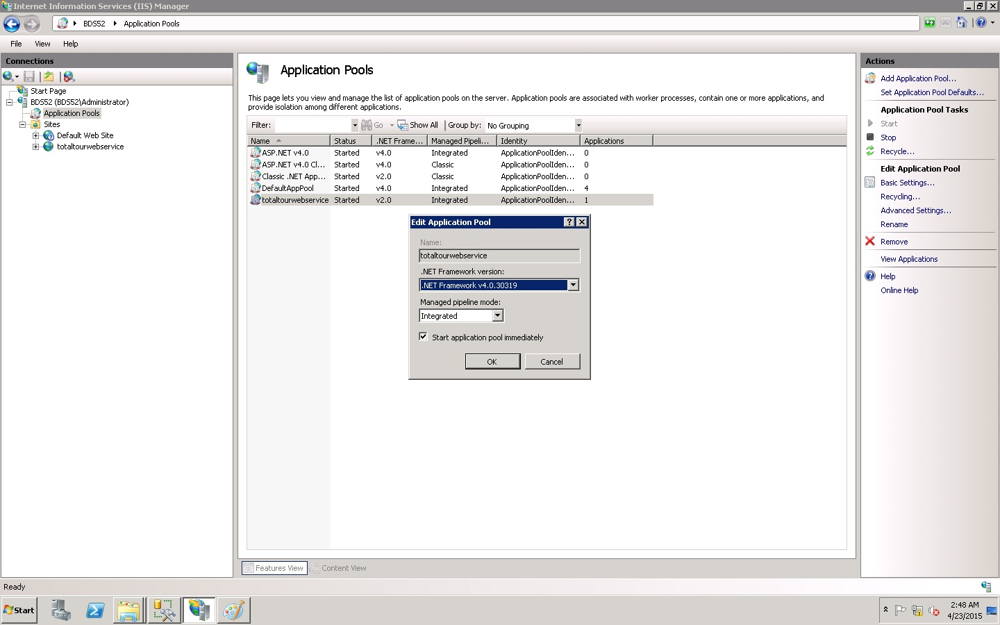 Internet Information Services (IIS) Manager
BDS52 Application Pools
File View Help
Connections
Start Page
BDS52 (BDS52\Administrator)
Application Pools
Sites
Default Web Site
totaltourwebservice
Application Pools
This page lets you view and manage the list of application pools on the server. Application pools are associated with worker processes, contain one or more applications, and
provide isolation among different applications.
Filter: Go Show All Group by: No Grouping
Name Status .NET Frame... Managed Pipeli... Identity Applications
ASP.NET v4.0 Started v4.0 Integrated ApplicationPoolIden... 0
ASP.NET v4.0 Cl... Started v4.0 Classic ApplicationPoolIden... 0
Classic .NET App... Started v2.0 Classic ApplicationPoolIden... 0
DefaultAppPool Started v4.0 Integrated ApplicationPoolIden... 4
totaltourwebservice Started v2.0 Integrated ApplicationPoolIden... 1
Edit Application Pool
Name:
totaltourwebservice
.NET Framework version:
.NET Framework v4.0.30319
Managed pipeline mode:
Integrated
Start application pool immediately
OK Cancel
Features View Content View
Actions
Add Application Pool...
Set Application Pool Defaults...
Application Pool Tasks
Start
Stop
Recycle...
Edit Application Pool
Basic Settings...
Recycling...
Advanced Settings...
Rename
Remove
View Applications
Help
Online Help
Ready
Start
2:48 AM
4/23/2015